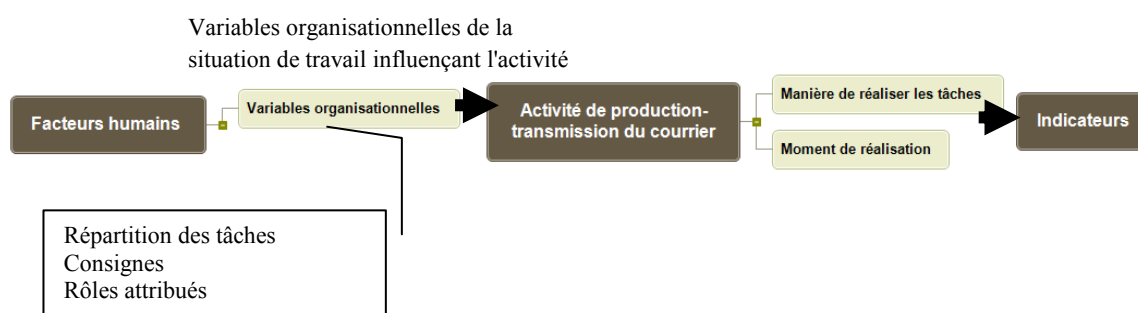 Variables organisationnelles de la
situation de travail influençant l'activité
Facteurs humains
Variables organisationnelles
Activité de production-
transmission du courrier
Manière de réaliser les tâches
Moment de réalisation
Indicateurs
Répartition des tâches
Consignes
Rôles attribués